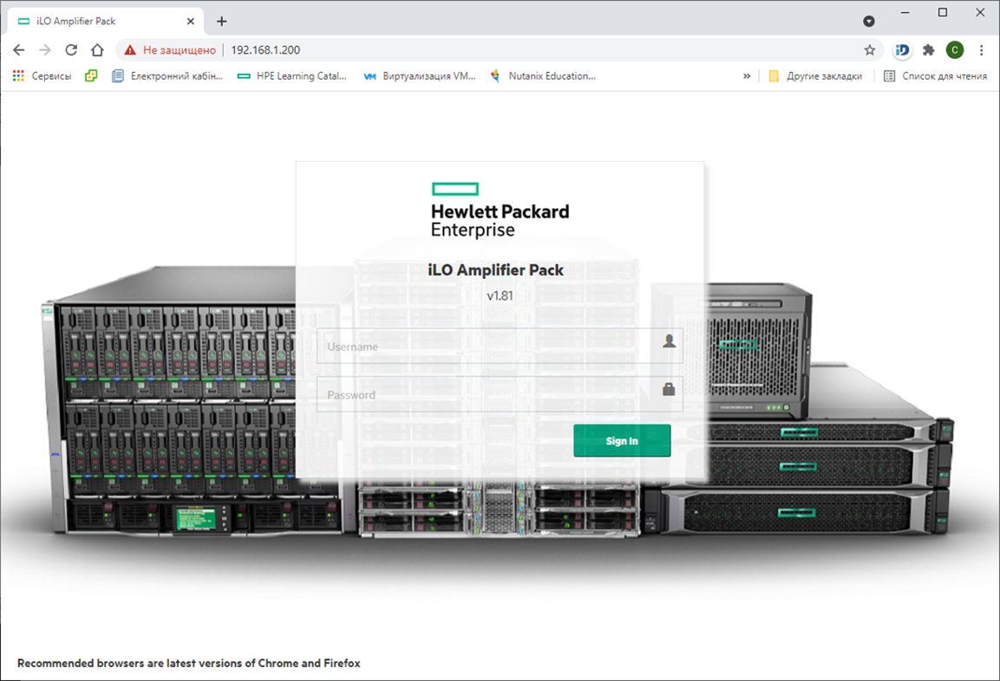 iLO Amplifier Pack
Не защищено
192.168.1.200
C
Сервисы
Електронний кабін...
HPE Learning Catal...
vm Виртуализация VM...
Nutanix Education...
»
Другие закладки
Список для чтения
Hewlett Packard
Enterprise
iLO Amplifier Pack
v1.81
Username
Password
Sign In
Recommended browsers are latest versions of Chrome and Firefox